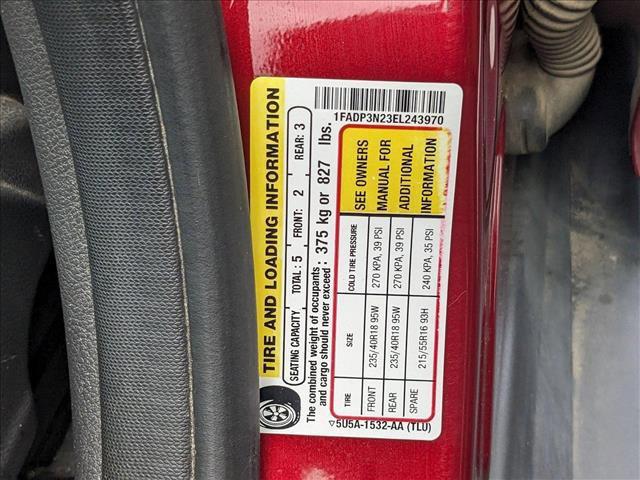 TIRE AND LOADING INFORMATION
SEATING CAPACITY TOTAL: 5 FRONT: 2 REAR: 3
The combined weight of occupants
and cargo should never exceed: 375 kg or 827 lbs.
TIRE SIZE COLD TIRE PRESSURE
FRONT 235/40R18 95W 270 KPA, 39 PSI
REAR 235/40R18 95W 270 KPA, 39 PSI
SPARE 215/55R16 93H 240 KPA, 35 PSI
SEE OWNERS
MANUAL FOR
ADDITIONAL
INFORMATION
▽5U5A-1532-AA (TLU)
1FADP3N23EL243970